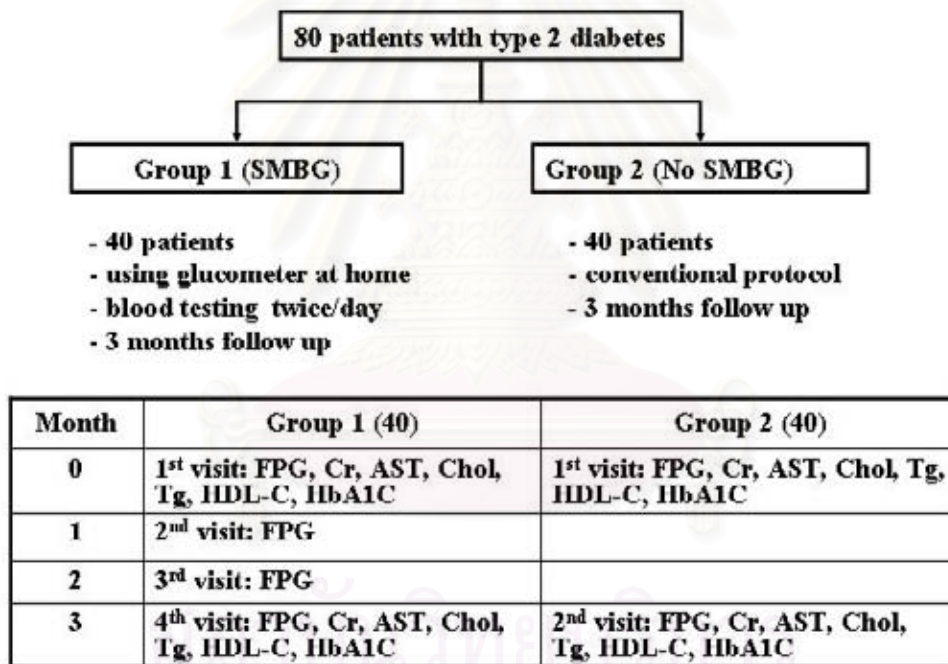 80 patients with type 2 diabetes
Group 1 (SMBG)
Group 2 (No SMBG)
- 40 patients
- using glucometer at home
- blood testing twice/day
- 3 months follow up
- 40 patients
- conventional protocol
- 3 months follow up
Month Group 1 (40) Group 2 (40)
0
1st visit: FPG, Cr, AST, Chol,
Tg, HDL-C, HbA1C
1st visit: FPG, Cr, AST, Chol, Tg,
HDL-C, HbA1C
1 2nd visit: FPG
2 3rd visit: FPG
3
4th visit: FPG, Cr, AST, Chol,
Tg, HDL-C, HbA1C
2nd visit: FPG, Cr, AST, Chol,
Tg, HDL-C, HbA1C